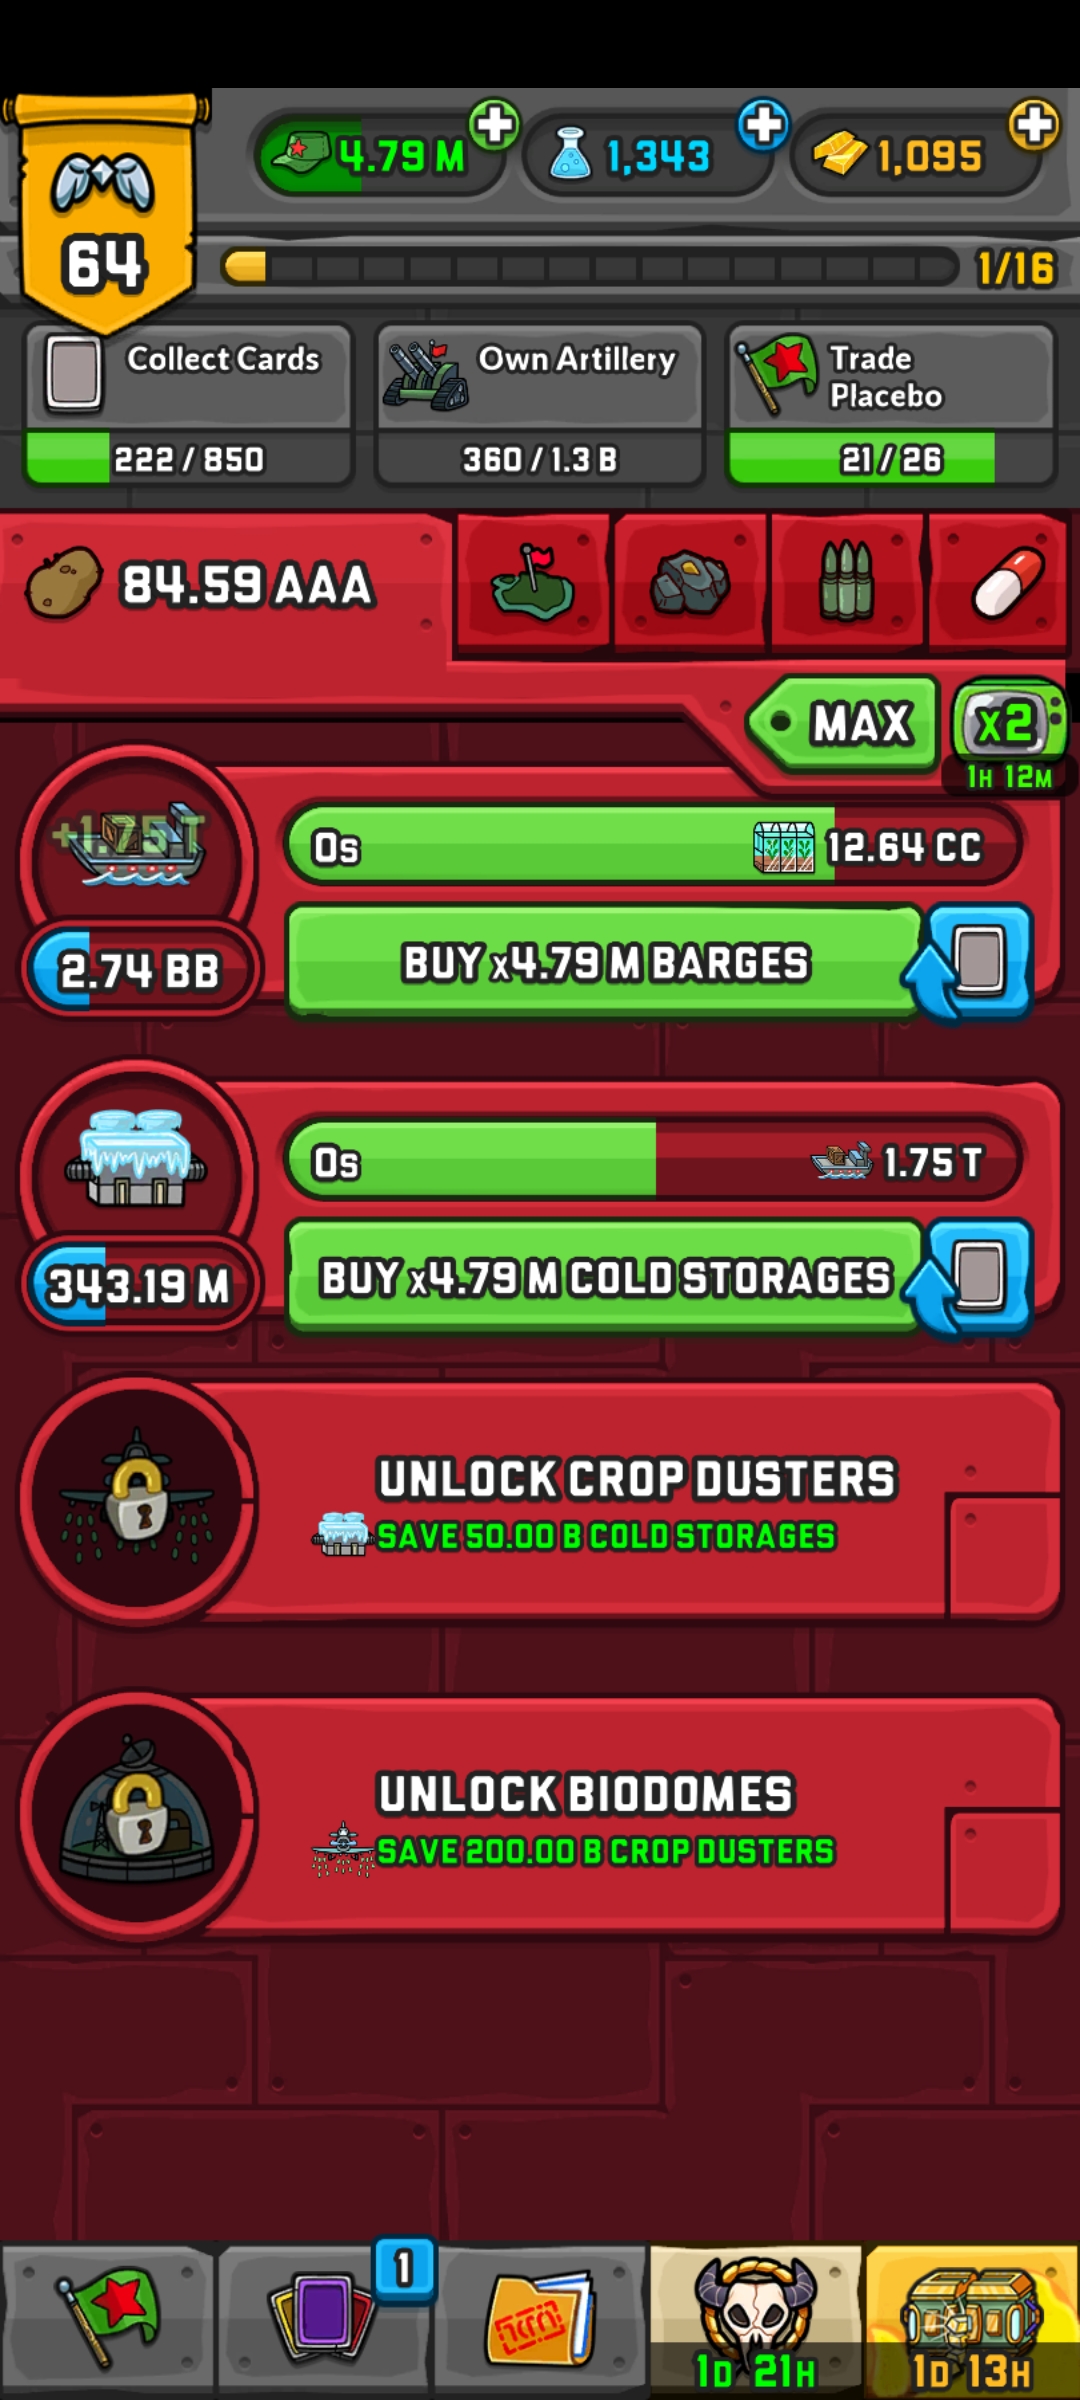 4.79 M
1,343
1,095
64
1/16
Collect Cards
222 / 850
Own Artillery
360 / 1.3 B
Trade
Placebo
21 / 26
84.59 AAA
MAX
x2
1H 12M
+1.75 T
0s
12.64 CC
2.74 BB
BUY x4.79 M BARGES
0s
1.75 T
343.19 M
BUY x4.79 M COLD STORAGES
UNLOCK CROP DUSTERS
SAVE 50.00 B COLD STORAGES
UNLOCK BIODOMES
SAVE 200.00 B CROP DUSTERS
1
1D 21H
1D 13H